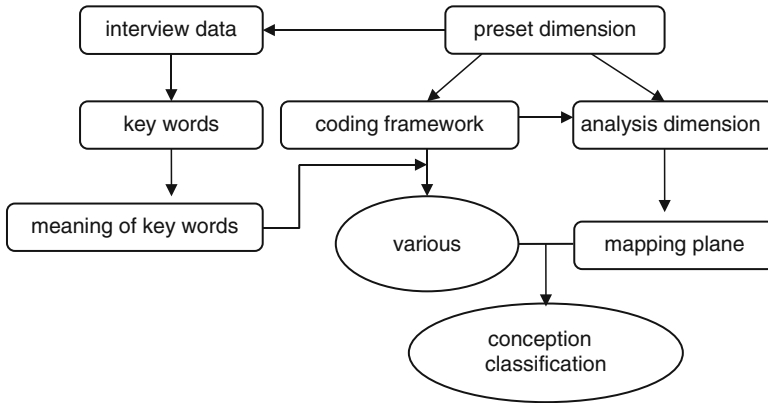 interview data
preset dimension
key words
coding framework
analysis dimension
meaning of key words
various
mapping plane
conception
classification